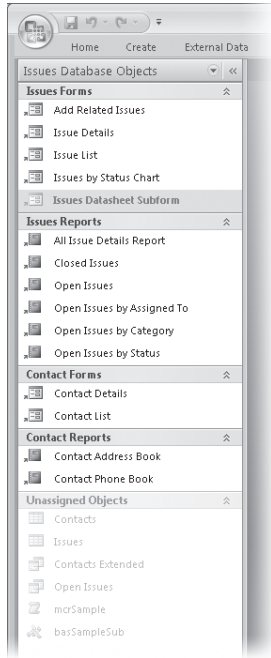 Home Create External Data
Issues Database Objects
Issues Forms
Add Related Issues
Issue Details
Issue List
Issues by Status Chart
Issues Datasheet Subform
Issues Reports
All Issue Details Report
Closed Issues
Open Issues
Open Issues by Assigned To
Open Issues by Category
Open Issues by Status
Contact Forms
Contact Details
Contact List
Contact Reports
Contact Address Book
Contact Phone Book
Unassigned Objects
Contacts
Issues
Contacts Extended
Open Issues
mcrSample
basSampleSub